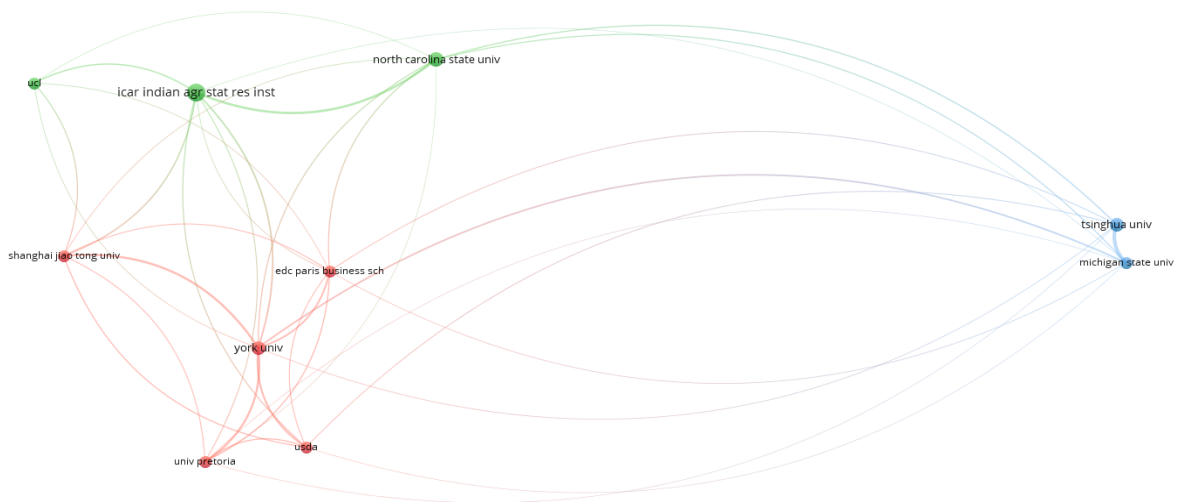 north carolina state univ
ucl
icar indian agr stat res inst
tsinghua univ
shanghai jiao tong univ
michigan state univ
edc paris business sch
york univ
usda
univ pretoria